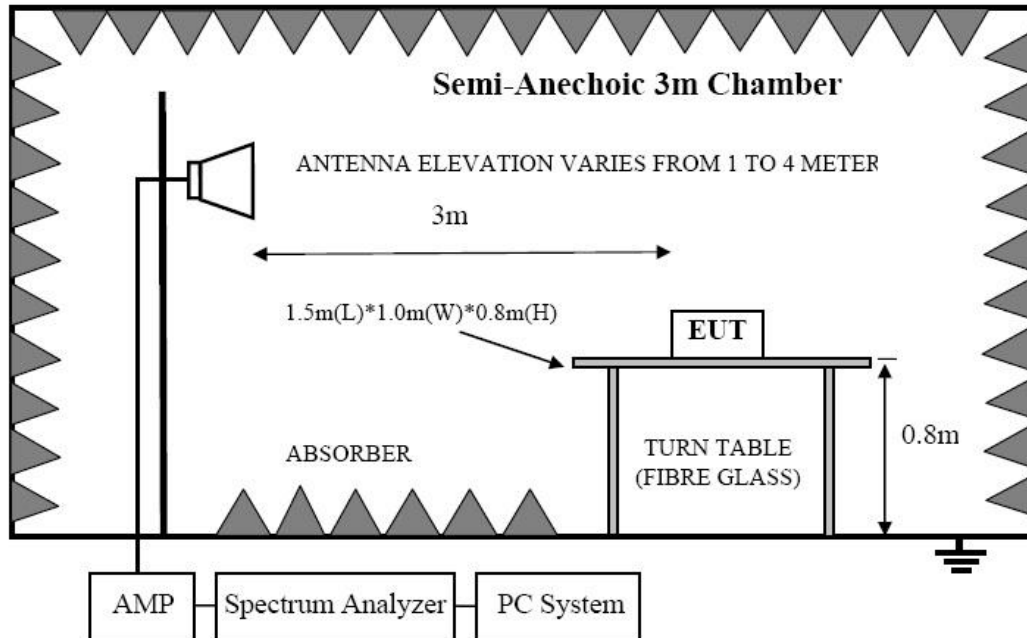 Semi-Anechoic 3m Chamber
ANTENNA ELEVATION VARIES FROM 1 TO 4 METER
3m
1.5m(L)*1.0m(W)*0.8m(H)
EUT
0.8m
ABSORBER
TURN TABLE
(FIBRE GLASS)
AMP
Spectrum Analyzer
PC System